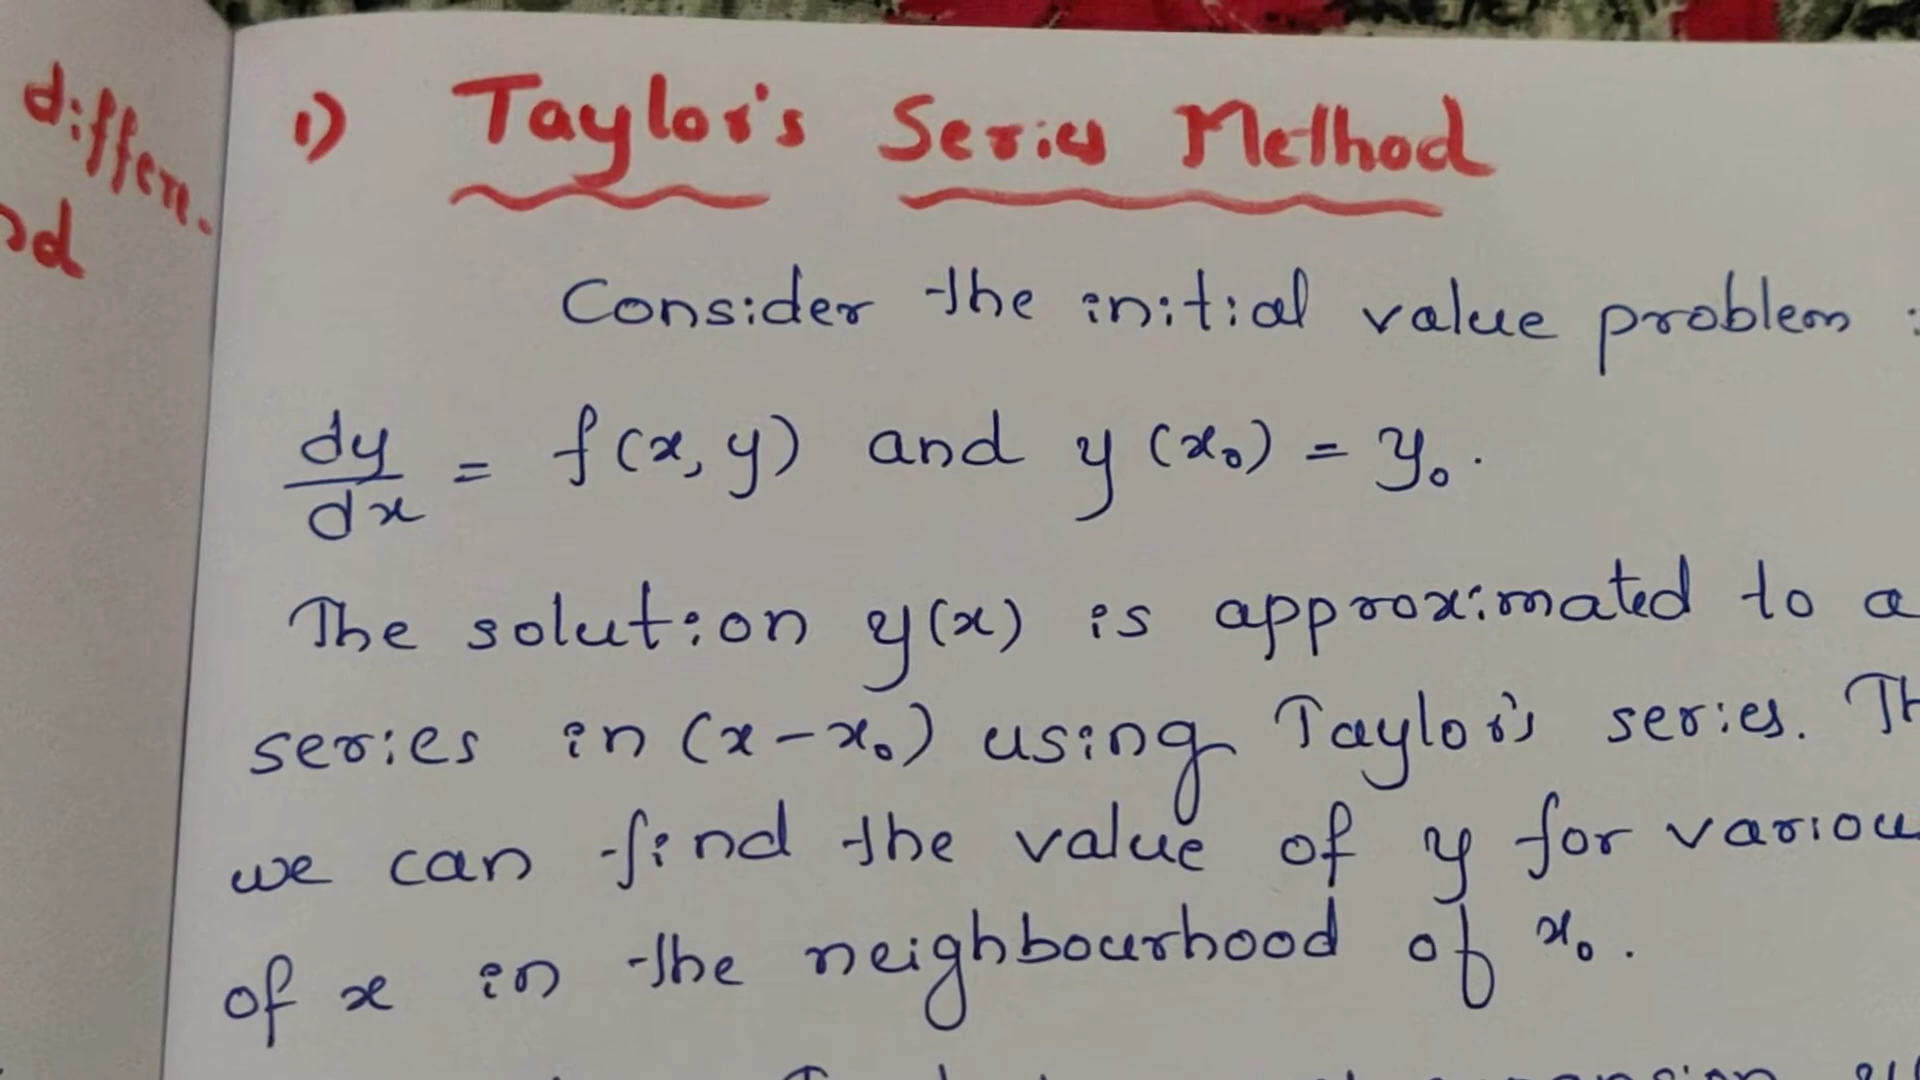 differen.
1) Taylor's Series Method
Consider the initial value problem :
dy/dx = f(x, y) and y(x₀) = y₀.
The solution y(x) is approximated to a
series in (x-x₀) using Taylor's series. Th
we can find the value of y for variou
of x in the neighbourhood of x₀.